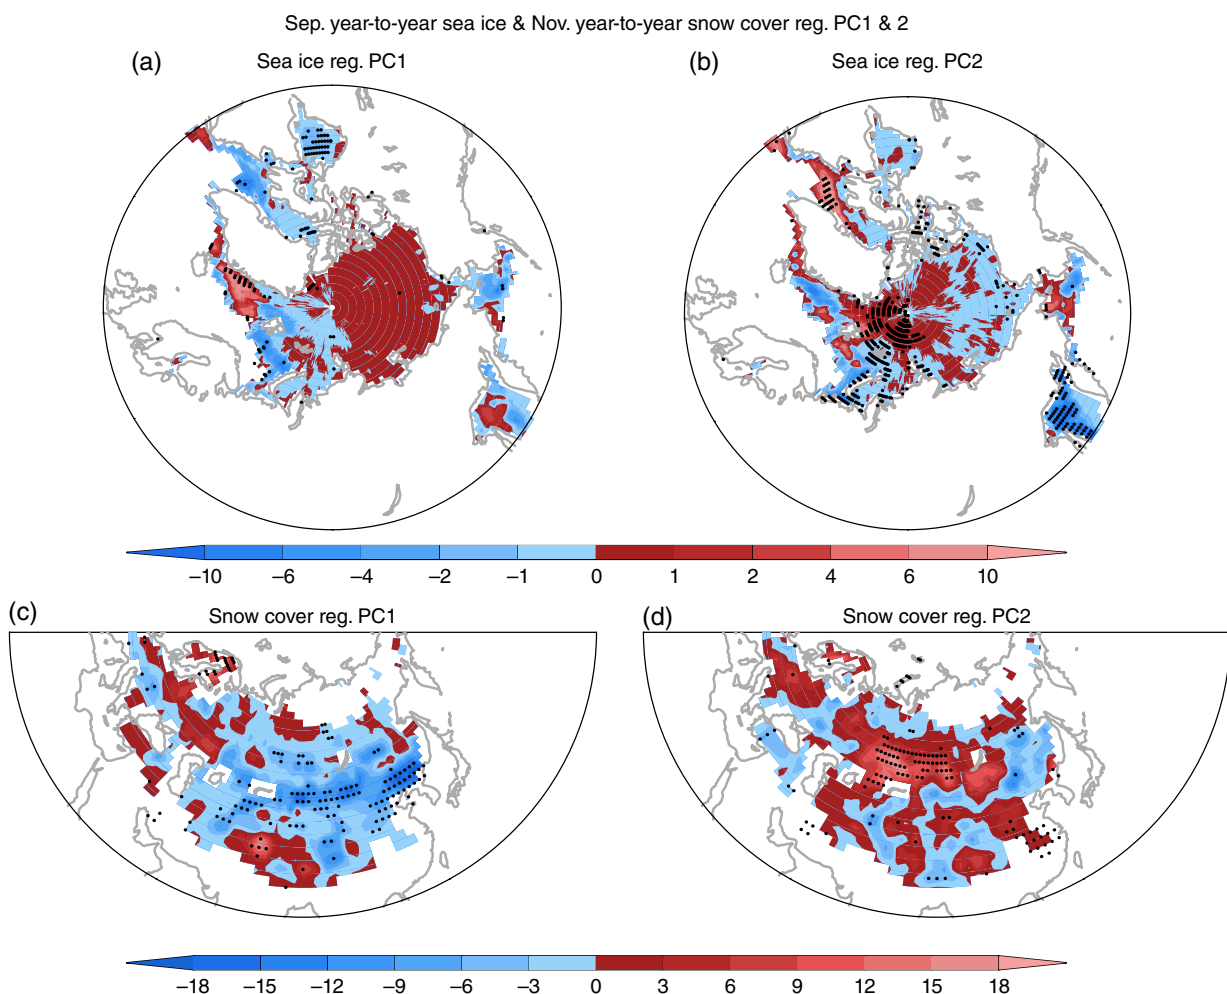 Sep. year-to-year sea ice & Nov. year-to-year snow cover reg. PC1 & 2
(a) Sea ice reg. PC1
(b) Sea ice reg. PC2
−10 −6 −4 −2 −1 0 1 2 4 6 10
(c) Snow cover reg. PC1
(d) Snow cover reg. PC2
−18 −15 −12 −9 −6 −3 0 3 6 9 12 15 18